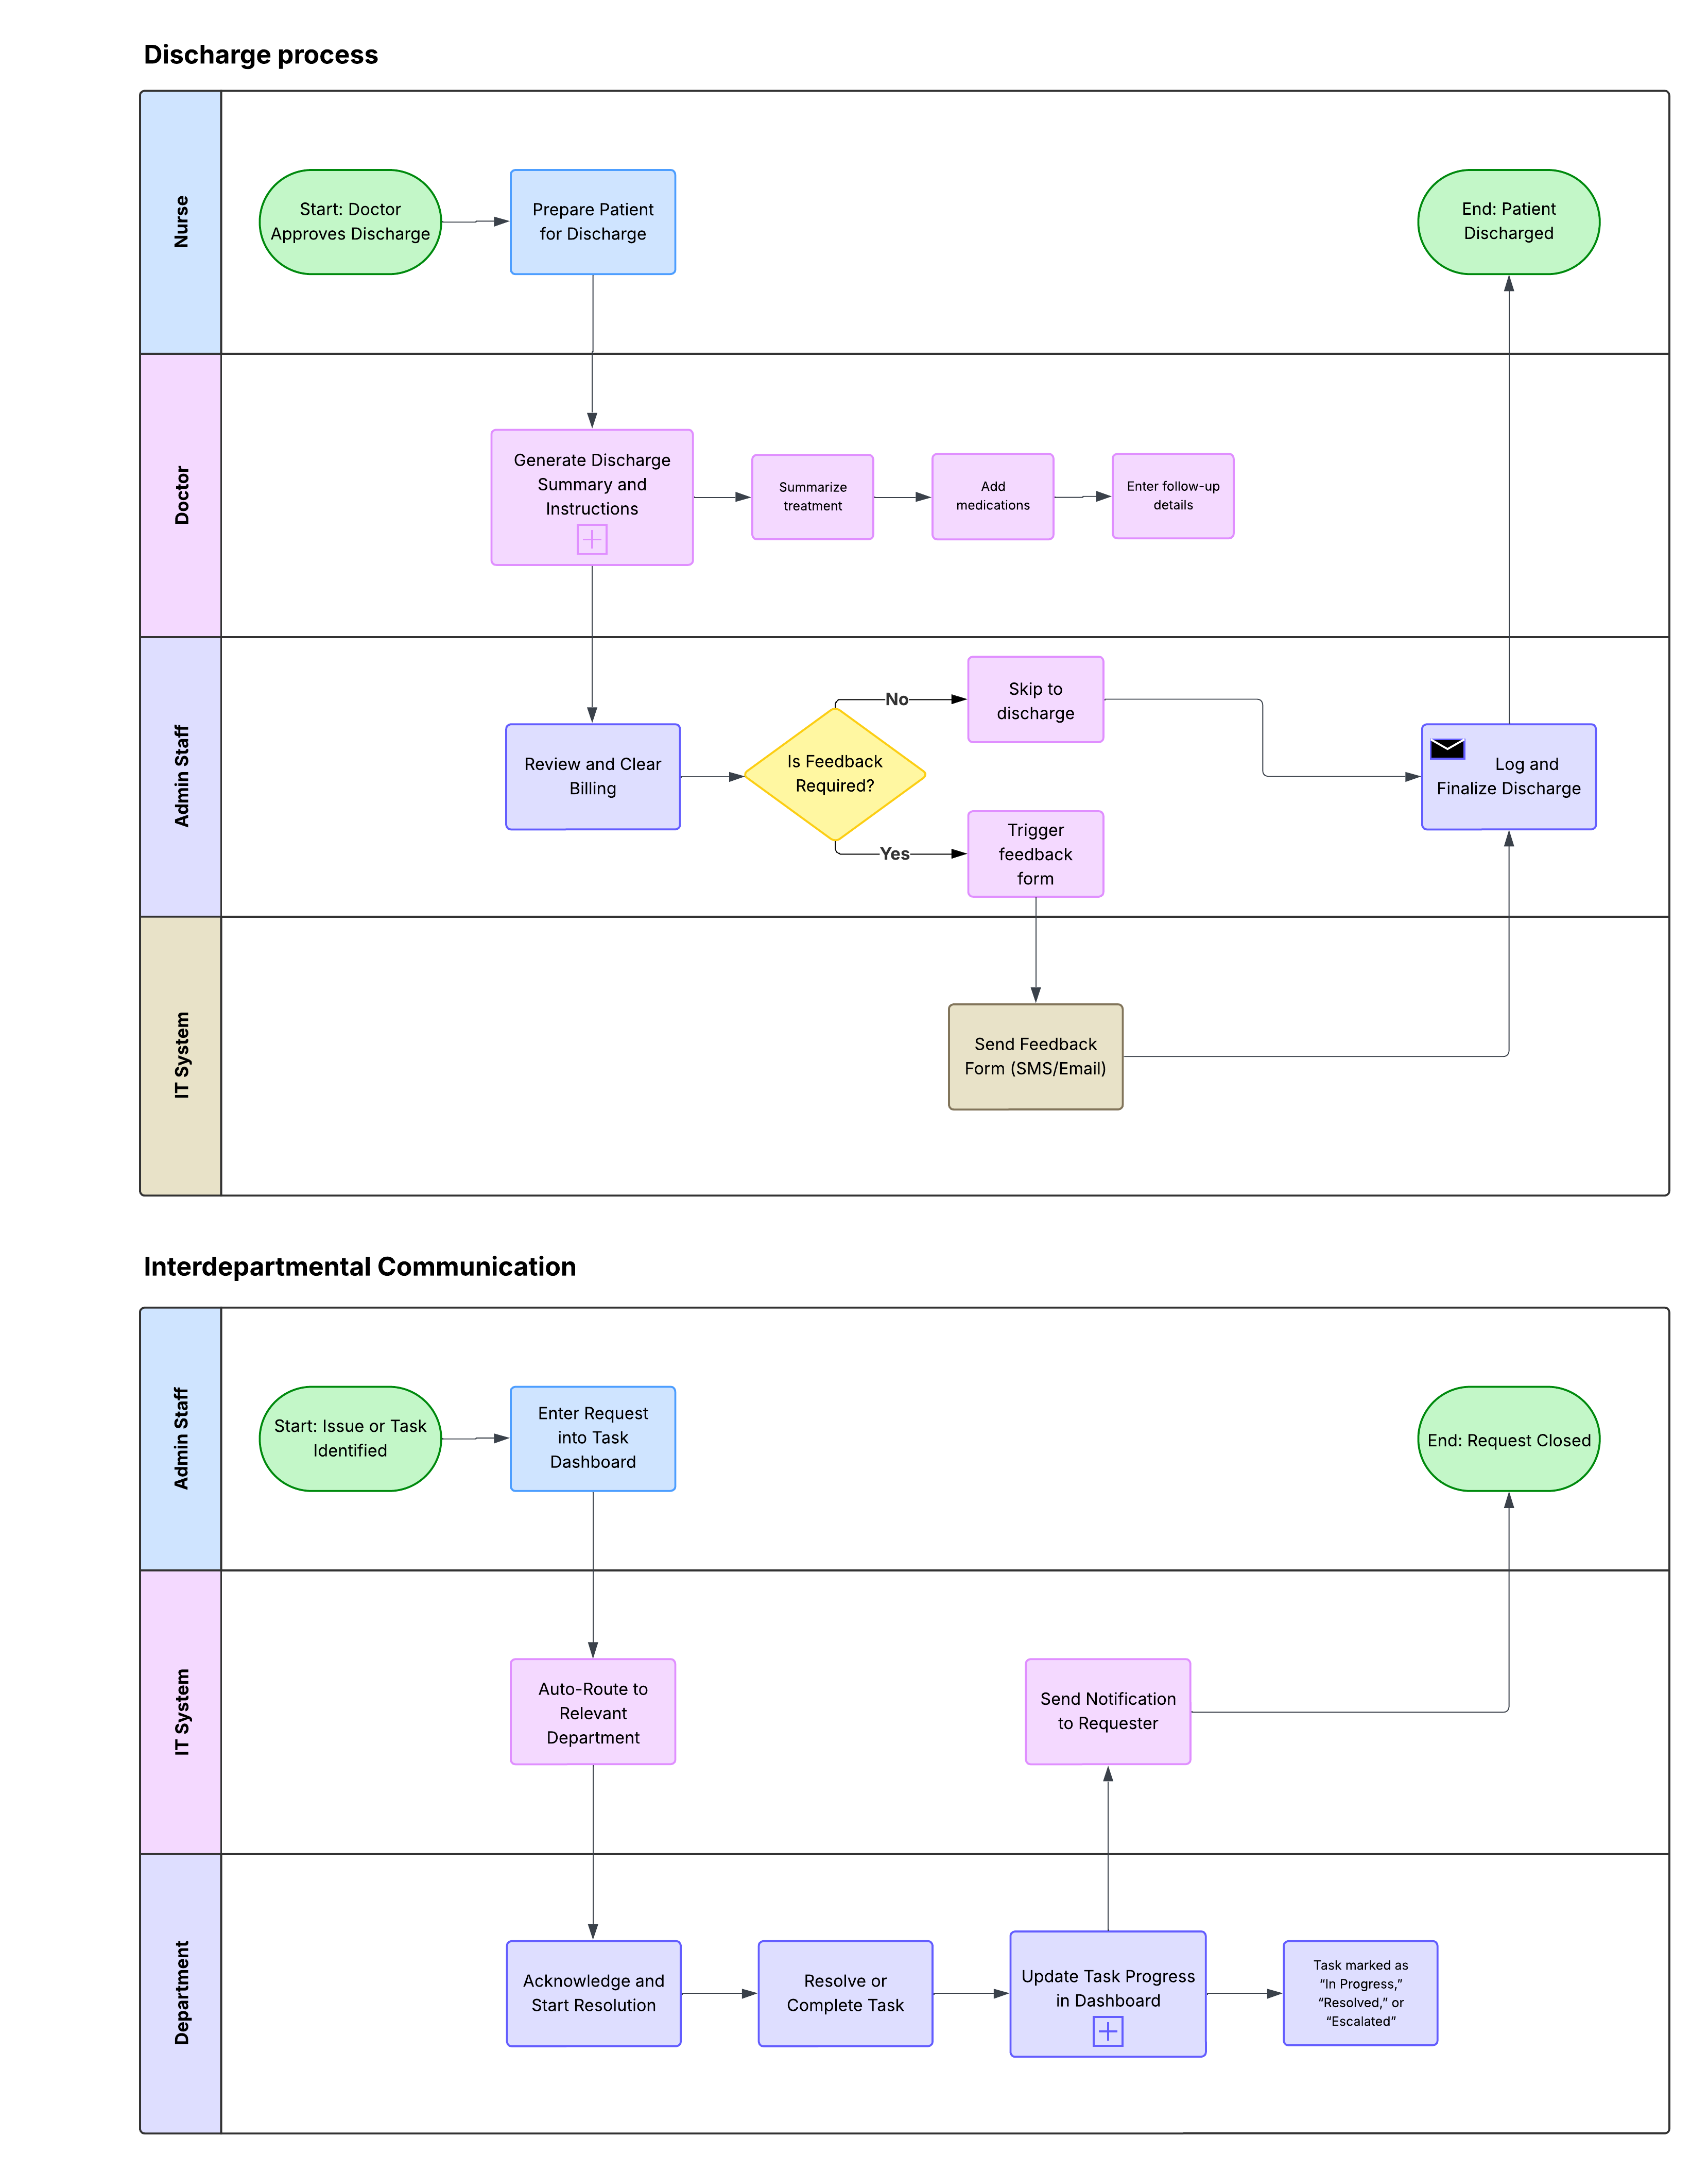 Discharge process
Nurse
Start: Doctor
Approves Discharge
Prepare Patient
for Discharge
End: Patient
Discharged
Doctor
Generate Discharge
Summary and
Instructions
Summarize
treatment
Add
medications
Enter follow-up
details
Admin Staff
Review and Clear
Billing
Is Feedback
Required?
No
Skip to
discharge
Yes
Trigger
feedback
form
Log and
Finalize Discharge
IT System
Send Feedback
Form (SMS/Email)
Interdepartmental Communication
Admin Staff
Start: Issue or Task
Identified
Enter Request
into Task
Dashboard
End: Request Closed
IT System
Auto-Route to
Relevant
Department
Send Notification
to Requester
Department
Acknowledge and
Start Resolution
Resolve or
Complete Task
Update Task Progress
in Dashboard
Task marked as
“In Progress,”
“Resolved,” or
“Escalated”